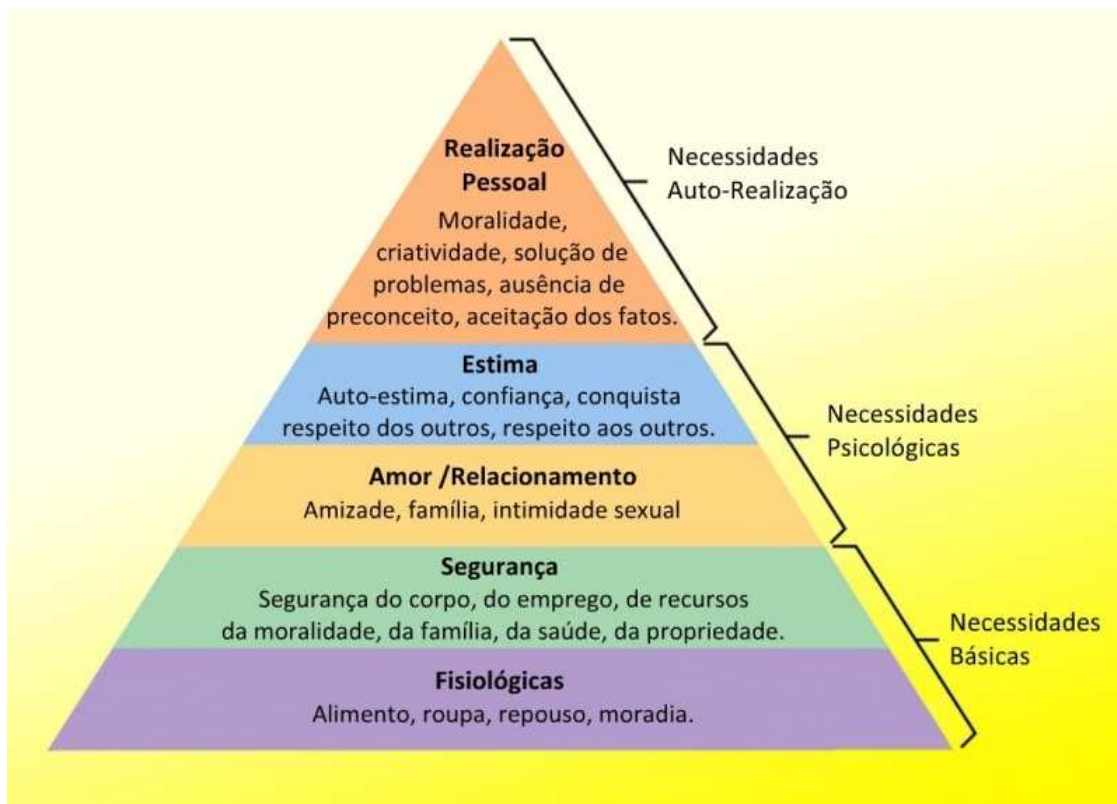 Realização
Pessoal
Moralidade,
criatividade, solução de
problemas, ausência de
preconceito, aceitação dos fatos.
Necessidades
Auto-Realização
Estima
Auto-estima, confiança, conquista
respeito dos outros, respeito aos outros.
Amor /Relacionamento
Amizade, família, intimidade sexual
Necessidades
Psicológicas
Segurança
Segurança do corpo, do emprego, de recursos
da moralidade, da família, da saúde, da propriedade.
Fisiológicas
Alimento, roupa, repouso, moradia.
Necessidades
Básicas